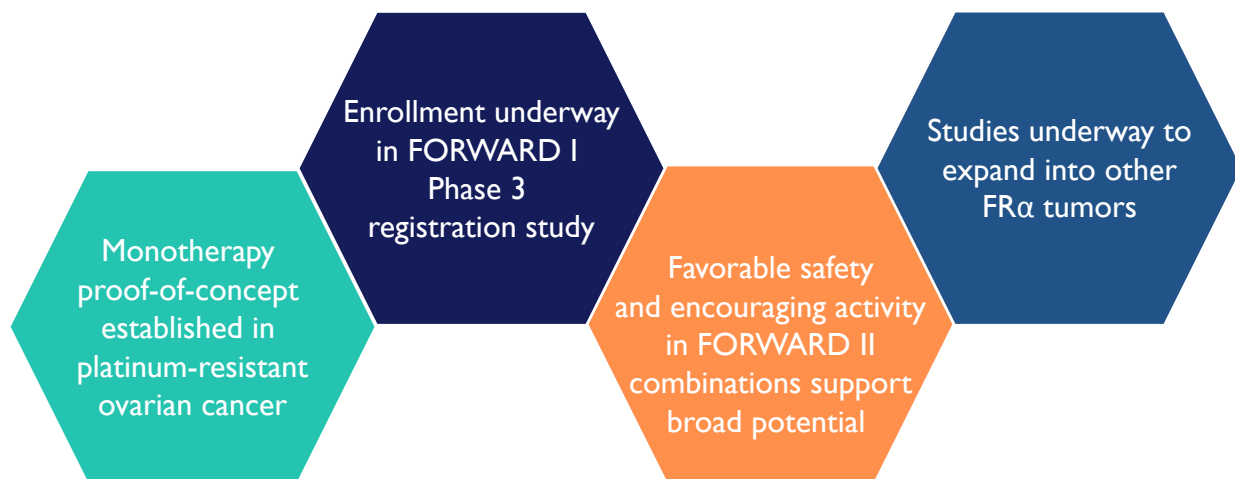 Monotherapy
proof-of-concept
established in
platinum-resistant
ovarian cancer
Enrollment underway
in FORWARD I
Phase 3
registration study
Favorable safety
and encouraging activity
in FORWARD II
combinations support
broad potential
Studies underway to
expand into other
FRα tumors